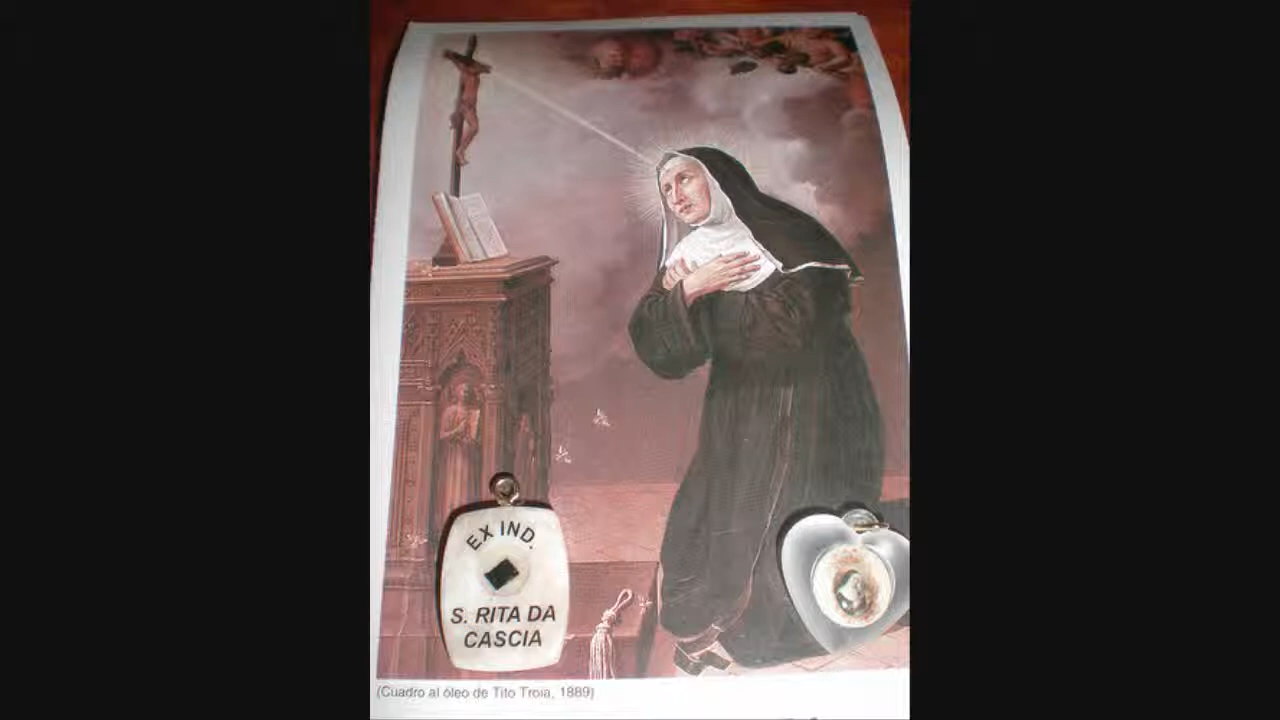 EX IND.
S. RITA DA
CASCIA
(Cuadro al óleo de Tito Troia, 1889)